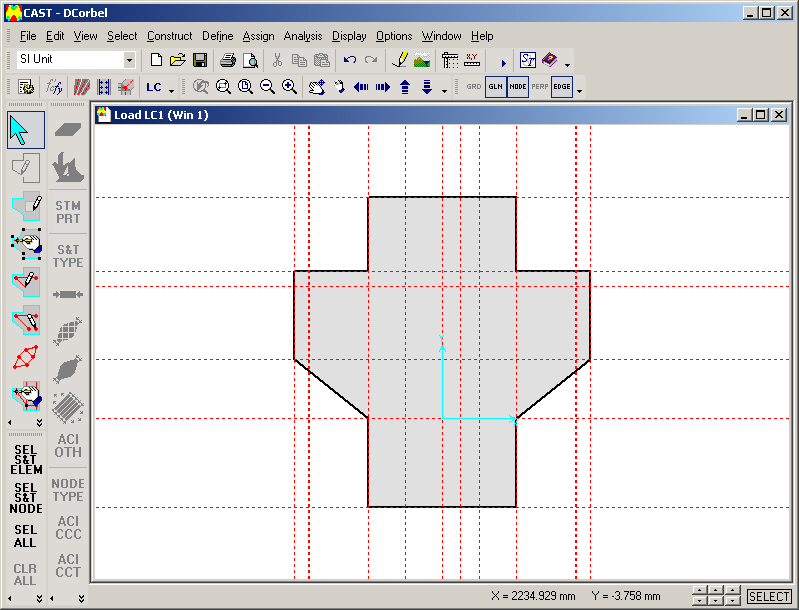 CAST - DCorbel
File Edit View Select Construct Define Assign Analysis Display Options Window Help
SI Unit
X,Y
ST
LC
GRD GLN NODE PERP EDGE
Load LC1 (Win 1)
STM
PRT
S&T
TYPE
ACI
OTH
SEL
S&T
ELEM
SEL
S&T
NODE
SEL
ALL
CLR
ALL
NODE
TYPE
ACI
CCC
ACI
CCT
X = 2234.929 mm Y = -3.758 mm
SELECT